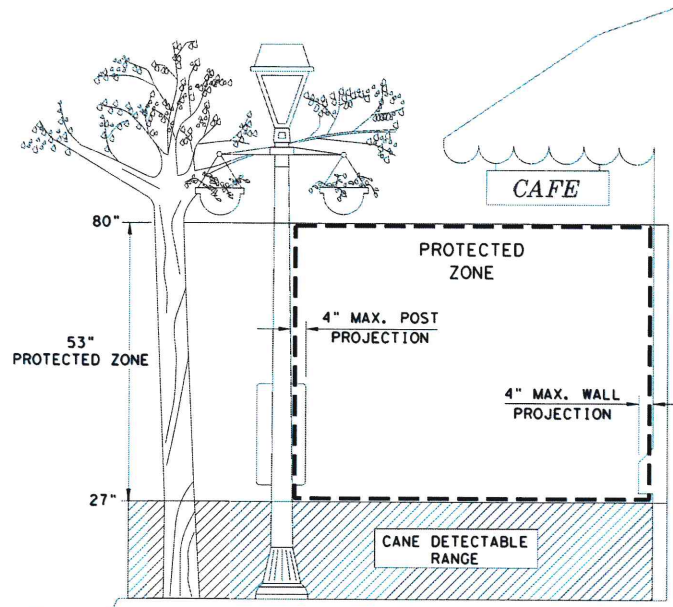 CAFE
80"
PROTECTED
ZONE
4" MAX. POST
PROJECTION
53"
PROTECTED ZONE
4" MAX. WALL
PROJECTION
27"
CANE DETECTABLE
RANGE